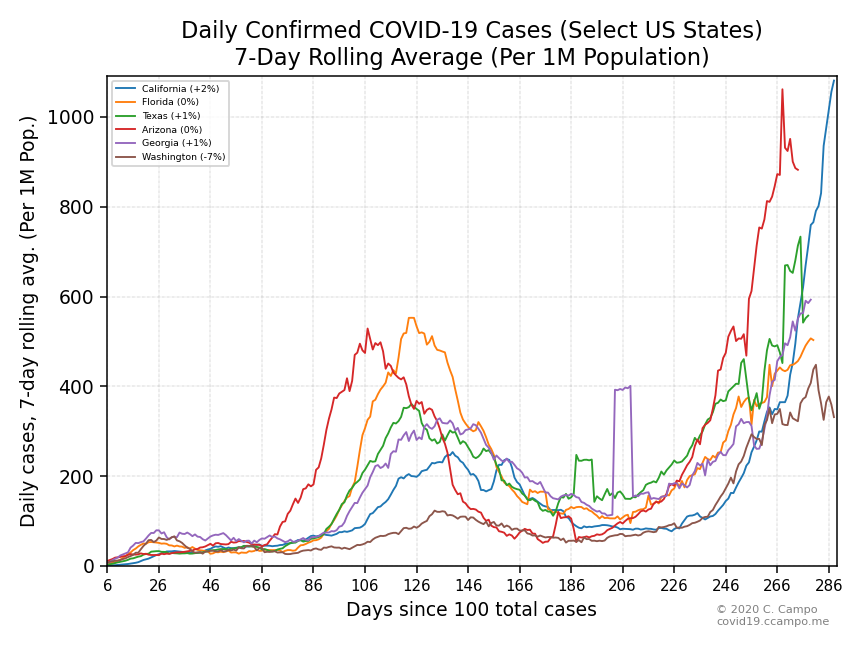 Daily Confirmed COVID-19 Cases (Select US States)
7-Day Rolling Average (Per 1M Population)
California (+2%)
Florida (0%)
Texas (+1%)
Arizona (0%)
Georgia (+1%)
Washington (-7%)
Daily cases, 7-day rolling avg. (Per 1M Pop.)
1000
800
600
400
200
0
6 26 46 66 86 106 126 146 166 186 206 226 246 266 286
Days since 100 total cases
© 2020 C. Campo
covid19.ccampo.me